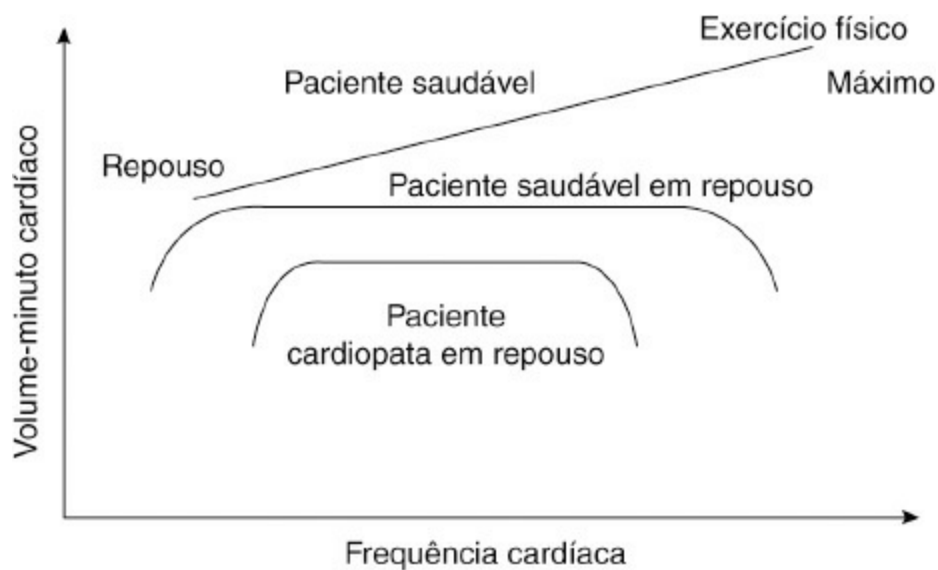 Exercício físico
Paciente saudável
Máximo
Repouso
Paciente saudável em repouso
Paciente
cardiopata em repouso
Volume-minuto cardíaco
Frequência cardíaca